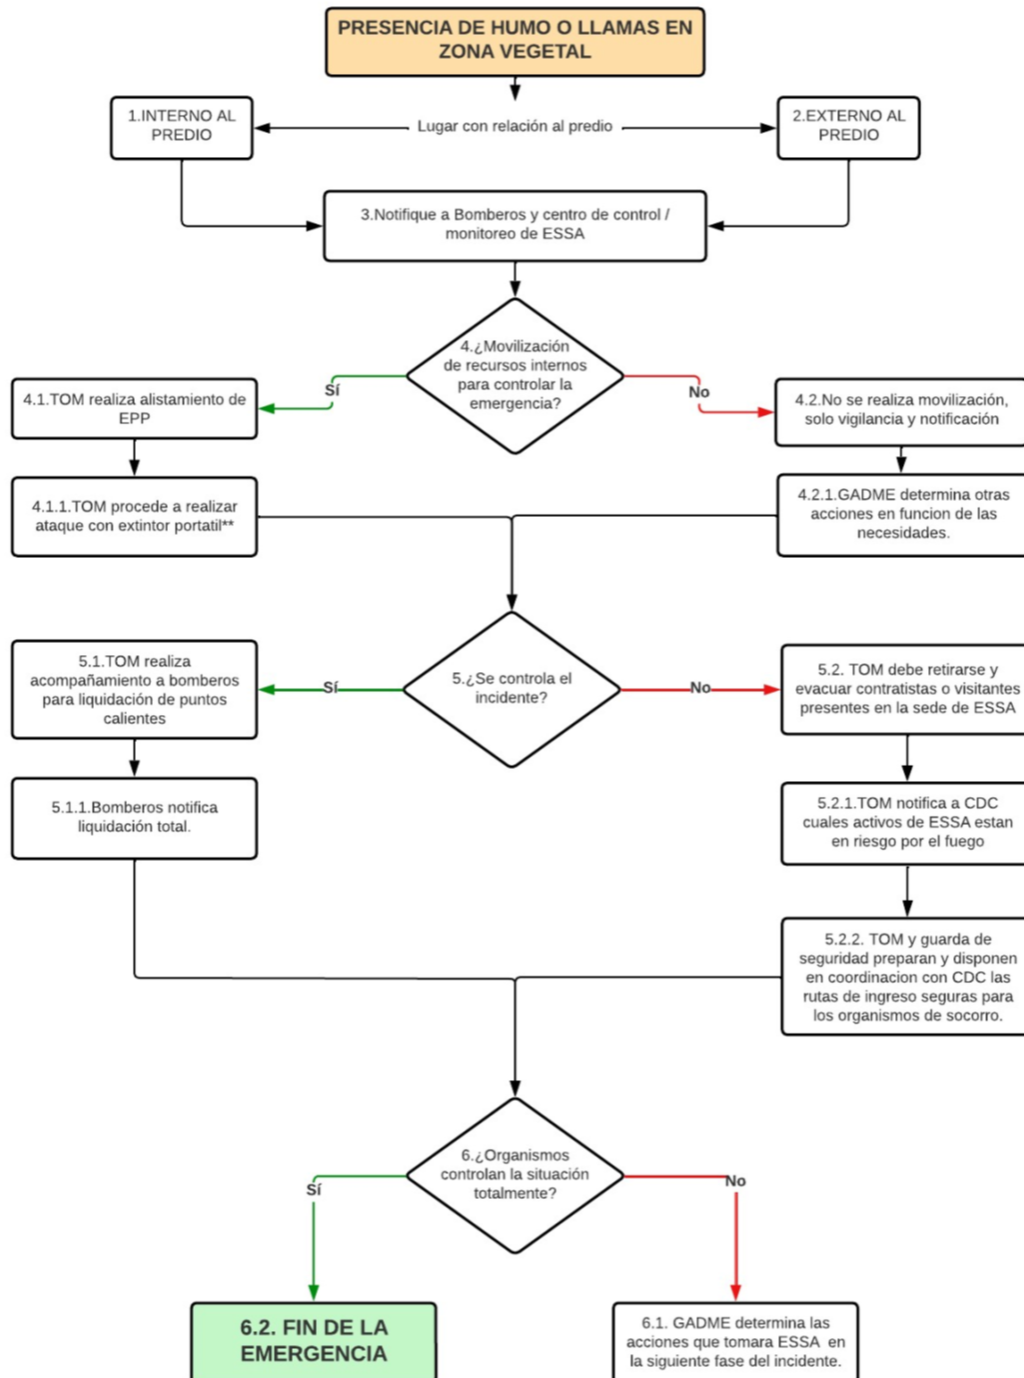 PRESENCIA DE HUMO O LLAMAS EN
ZONA VEGETAL
1.INTERNO AL
PREDIO
Lugar con relación al predio
2.EXTERNO AL
PREDIO
3.Notifique a Bomberos y centro de control /
monitoreo de ESSA
4.¿Movilización
de recursos internos
para controlar la
emergencia?
Sí
No
4.1.TOM realiza alistamiento de
EPP
4.2.No se realiza movilización,
solo vigilancia y notificación
4.1.1.TOM procede a realizar
ataque con extintor portatil**
4.2.1.GADME determina otras
acciones en funcion de las
necesidades.
5.¿Se controla el
incidente?
Sí
No
5.1.TOM realiza
acompañamiento a bomberos
para liquidación de puntos
calientes
5.2. TOM debe retirarse y
evacuar contratistas o visitantes
presentes en la sede de ESSA
5.1.1.Bomberos notifica
liquidación total.
5.2.1.TOM notifica a CDC
cuales activos de ESSA estan
en riesgo por el fuego
5.2.2. TOM y guarda de
seguridad preparan y disponen
en coordinacion con CDC las
rutas de ingreso seguras para
los organismos de socorro.
6.¿Organismos
controlan la situación
totalmente?
Sí
No
6.2. FIN DE LA
EMERGENCIA
6.1. GADME determina las
acciones que tomara ESSA en
la siguiente fase del incidente.